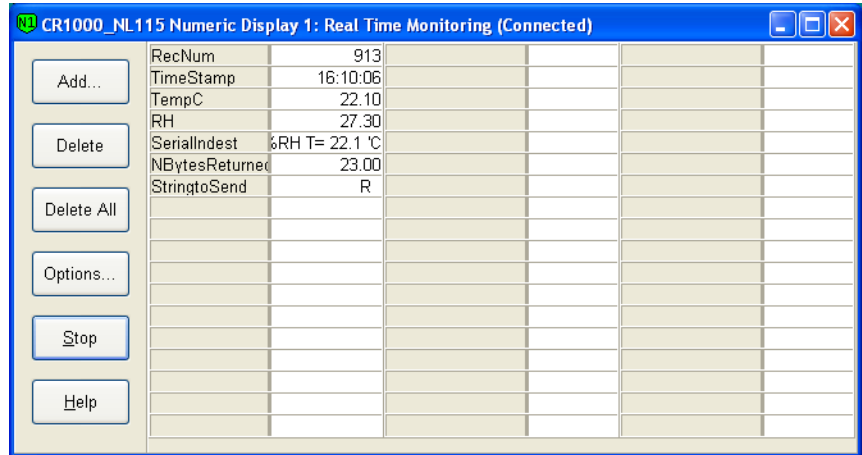 N1 CR1000_NL115 Numeric Display 1: Real Time Monitoring (Connected)
Add...
Delete
Delete All
Options...
Stop
Help
RecNum 913
TimeStamp 16:10:06
TempC 22.10
RH 27.30
SerialIndest %RH T= 22.1 'C
NBytesReturned 23.00
StringtoSend R